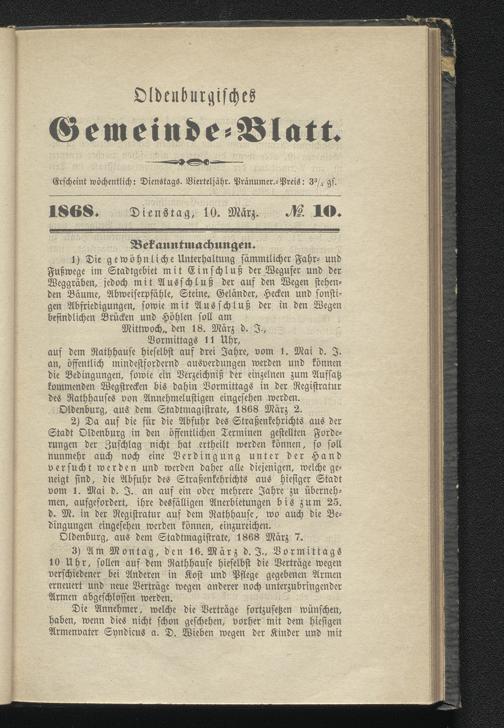 Oldenburgisches
Gemeinde-Blatt.
Erscheint wöchentlich: Dienstags. Vierteljähr. Pränumer.-Preis: 3¾ gs.
1868. Dienstag, 10. März. № 10.
Bekanntmachungen.
1) Die gewöhnliche Unterhaltung sämmtlicher Fahr- und
Fußwege im Stadtgebiet mit Einschluß der Wegufer und der
Weggräben, jedoch mit Ausschluß der auf den Wegen stehen-
den Bäume, Abweiserpfähle, Steine, Geländer, Hecken und sonsti-
gen Abfriedigungen, sowie mit Ausschluß der in den Wegen
befindlichen Brücken und Höhlen soll am
Mittwoch, den 18. März d. J.,
Vormittags 11 Uhr,
auf dem Rathhause hieselbst auf drei Jahre, vom 1. Mai d. J.
an, öffentlich mindestfordernd ausverdungen werden und können
die Bedingungen, sowie ein Verzeichniß der einzelnen zum Aufsatz
kommenden Wegstrecken bis dahin Vormittags in der Registratur
des Rathhauses von Annehmelustigen eingesehen werden.
Oldenburg, aus dem Stadtmagistrate, 1868 März 2.
2) Da auf die für die Abfuhr des Straßenkehrichts aus der
Stadt Oldenburg in den öffentlichen Terminen gestellten Forde-
rungen der Zuschlag nicht hat ertheilt werden können, so soll
nunmehr auch noch eine Verdingung unter der Hand
versucht werden und werden daher alle diejenigen, welche ge-
neigt sind, die Abfuhr des Straßenkehrichts aus hiesiger Stadt
vom 1. Mai d. J. an auf ein oder mehrere Jahre zu überneh-
men, aufgefordert, ihre desfälligen Anerbietungen bis zum 25.
d. M. in der Registratur auf dem Rathhause, wo auch die Be-
dingungen eingesehen werden können, einzureichen.
Oldenburg, aus dem Stadtmagistrate, 1868 März 7.
3) Am Montag, den 16. März d. J., Vormittags
10 Uhr, sollen auf dem Rathhause hieselbst die Verträge wegen
verschiedener bei Anderen in Kost und Pflege gegebenen Armen
erneuert und neue Verträge wegen anderer noch unterzubringender
Armen abgeschlossen werden.
Die Annehmer, welche die Verträge fortzusetzen wünschen,
haben, wenn dies nicht schon geschehen, vorher mit dem hiesigen
Armenvater Syndicus a. D. Wieben wegen der Kinder und mit